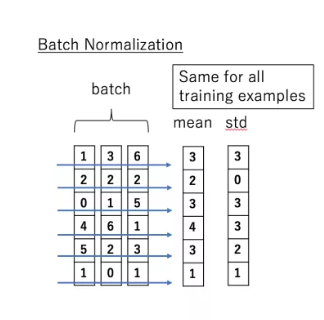 Batch Normalization
batch
Same for all
training examples
mean std
1 3 6 3 3
2 2 2 2 0
0 1 5 3 3
4 6 1 4 3
5 2 3 3 2
1 0 1 1 1